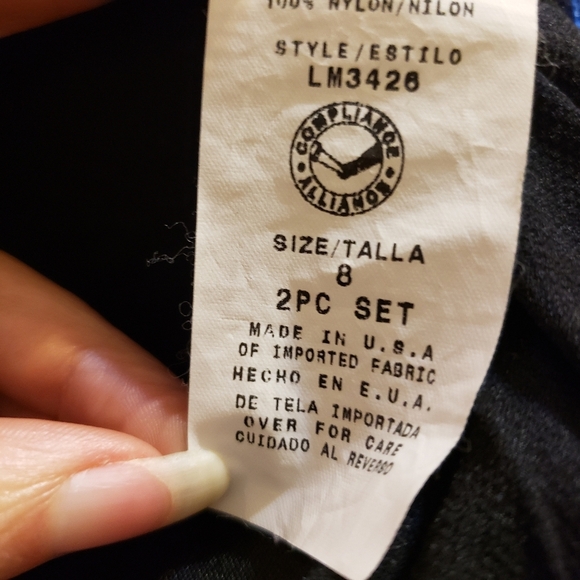 100% NYLON/NILON
STYLE/ESTILO
LM3426
COMPLIANCE
ALLIANCE
SIZE/TALLA
8
2PC SET
MADE IN U.S.A
OF IMPORTED FABRIC
HECHO EN E.U.A.
DE TELA IMPORTADA
OVER FOR CARE
CUIDADO AL REVERSO